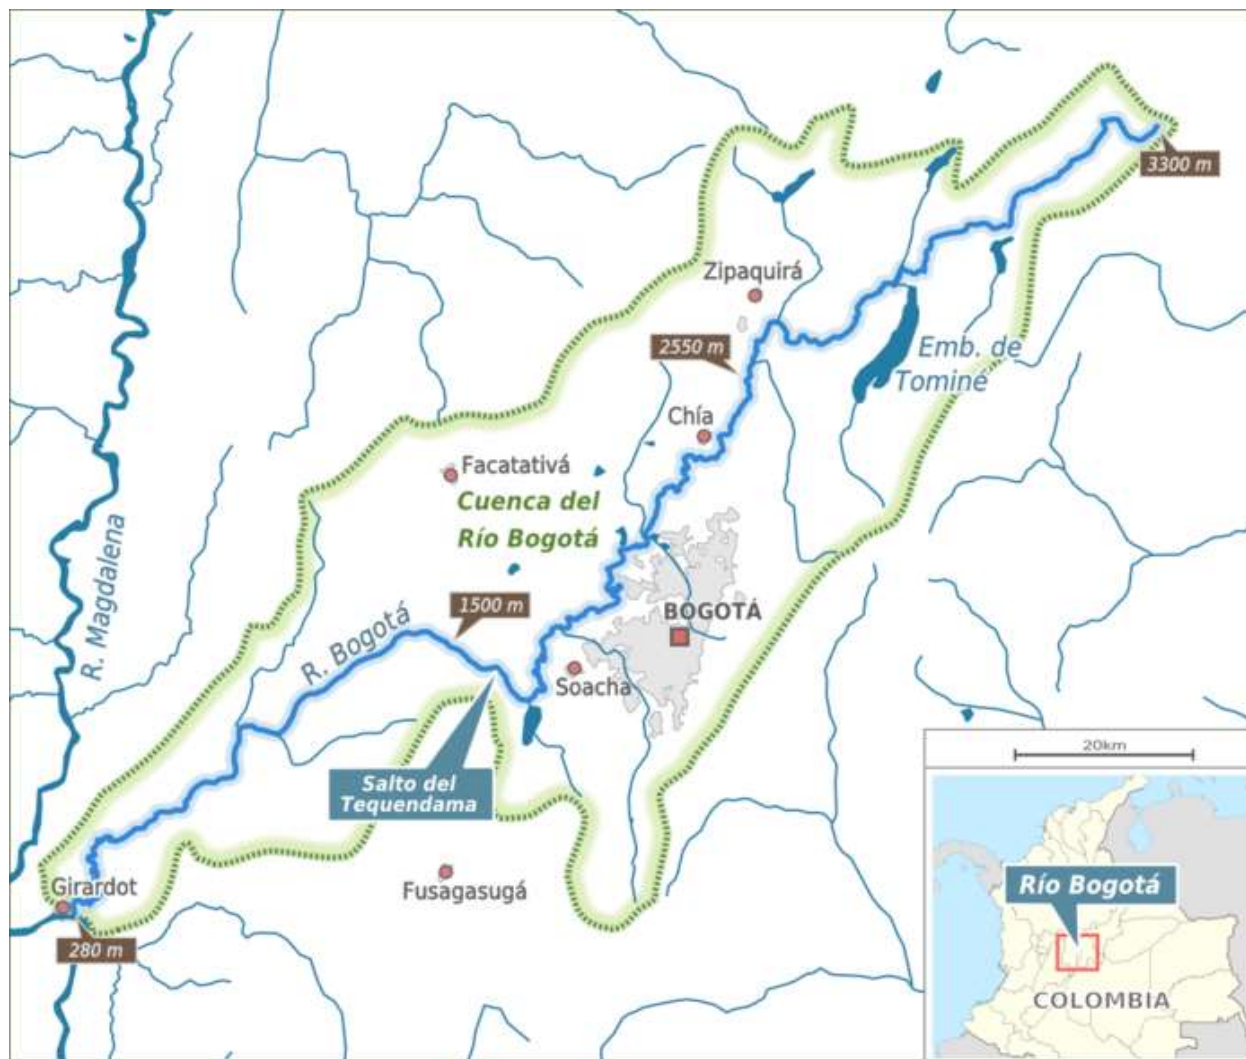 3300 m
Zipaquirá
2550 m
Emb. de
Tominé
Chía
Facatativá
Cuenca del
Río Bogotá
R. Magdalena
1500 m
BOGOTÁ
R. Bogotá
Soacha
Salto del
Tequendama
Fusagasugá
Girardot
280 m
20km
Río Bogotá
COLOMBIA